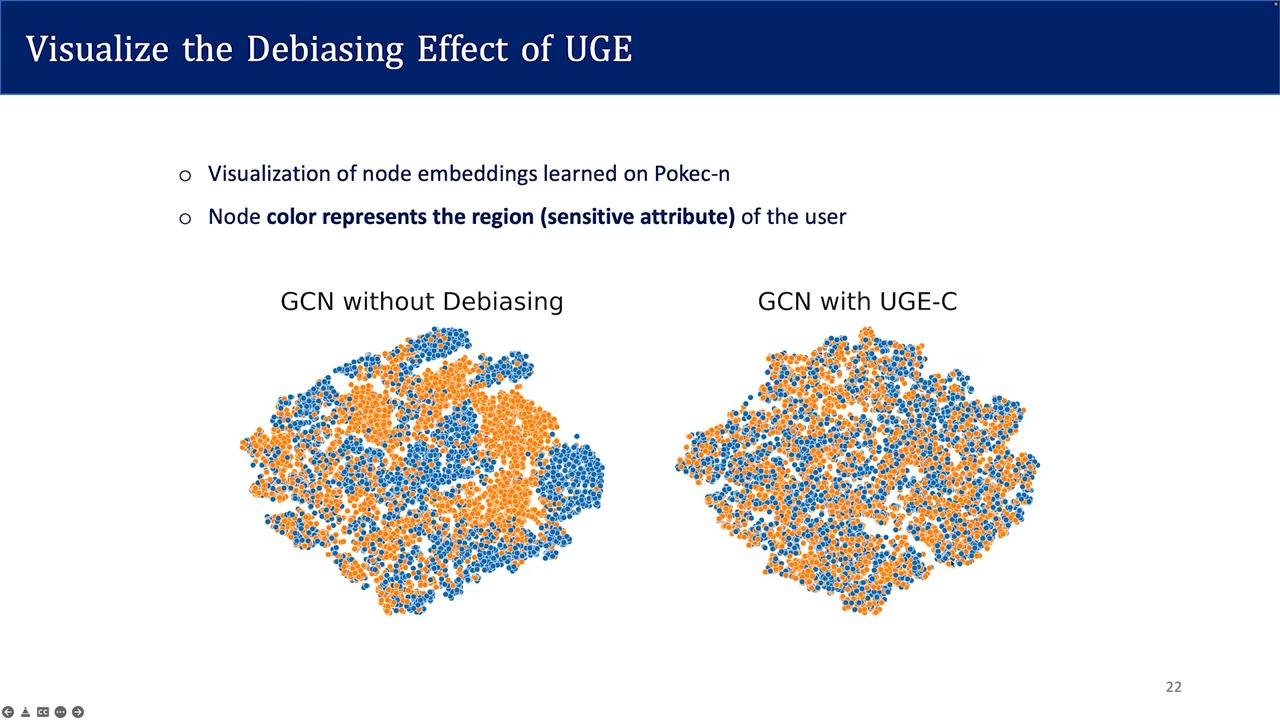 Visualize the Debiasing Effect of UGE
Visualization of node embeddings learned on Pokec-n
Node color represents the region (sensitive attribute) of the user
GCN without Debiasing
GCN with UGE-C
22
CC